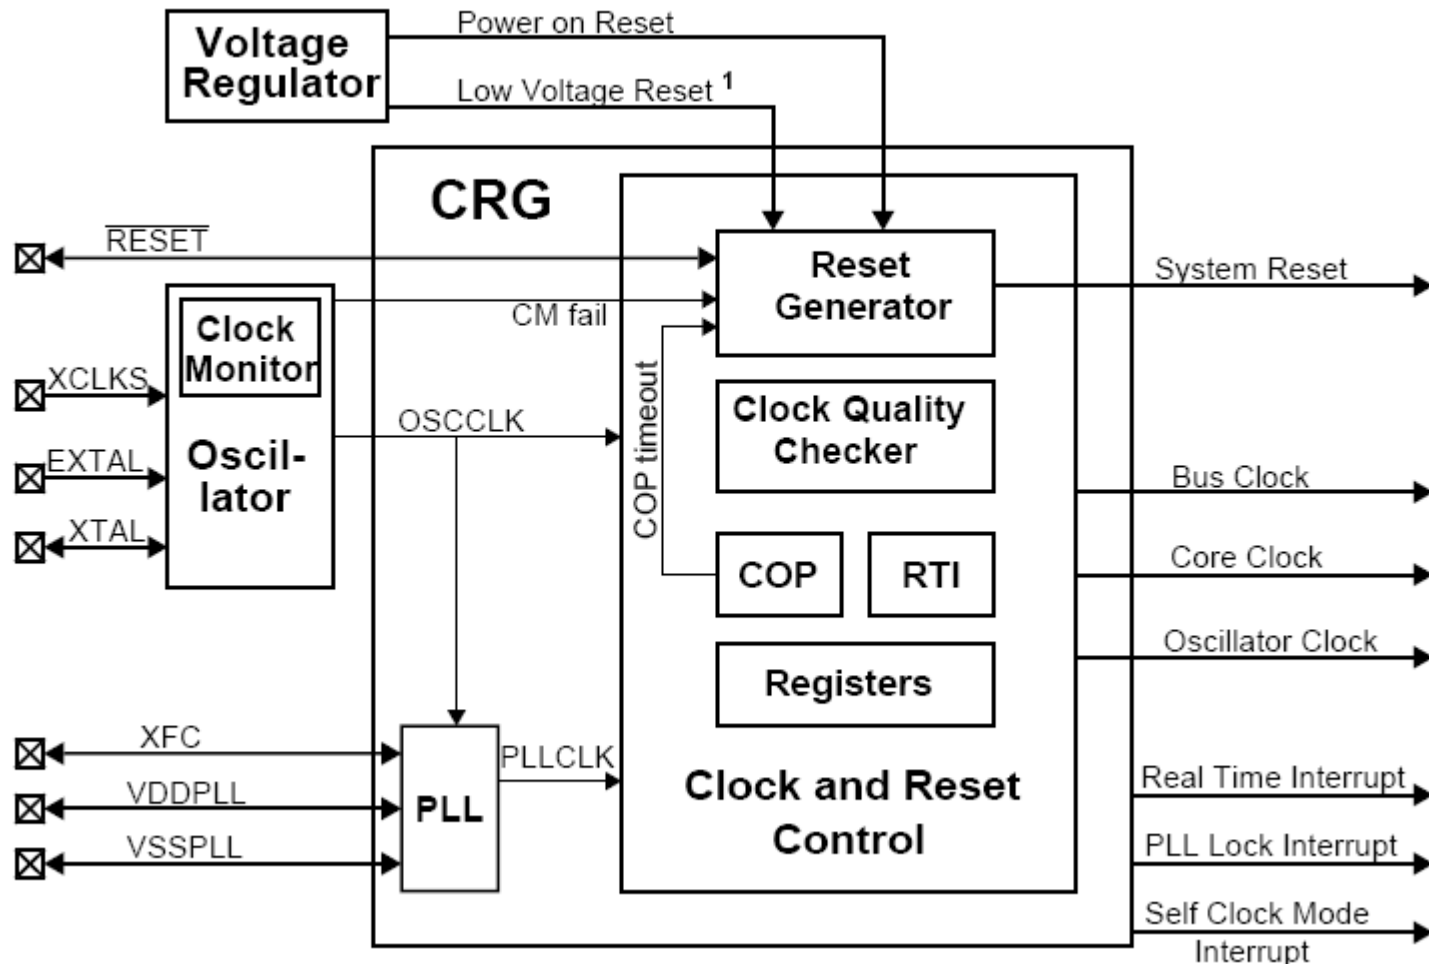 Voltage
Regulator
Power on Reset
Low Voltage Reset 1
CRG
RESET
Reset
Generator
System Reset
CM fail
Clock
Monitor
XCLKS
OSCCLK
COP timeout
Clock Quality
Checker
Oscil-
lator
EXTAL
XTAL
Bus Clock
COP
RTI
Core Clock
Oscillator Clock
Registers
XFC
PLLCLK
VDDPLL
PLL
VSSPLL
Clock and Reset
Control
Real Time Interrupt
PLL Lock Interrupt
Self Clock Mode
Interrupt